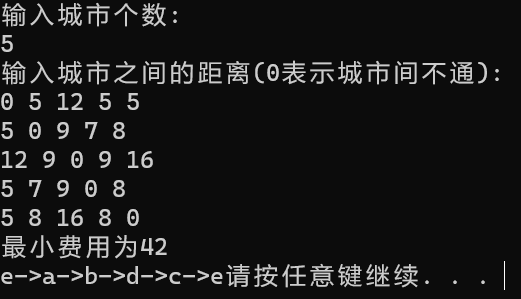 输入城市个数:
5
输入城市之间的距离(0表示城市间不通):
0 5 12 5 5
5 0 9 7 8
12 9 0 9 16
5 7 9 0 8
5 8 16 8 0
最小费用为42
e->a->b->d->c->e请按任意键继续. . .